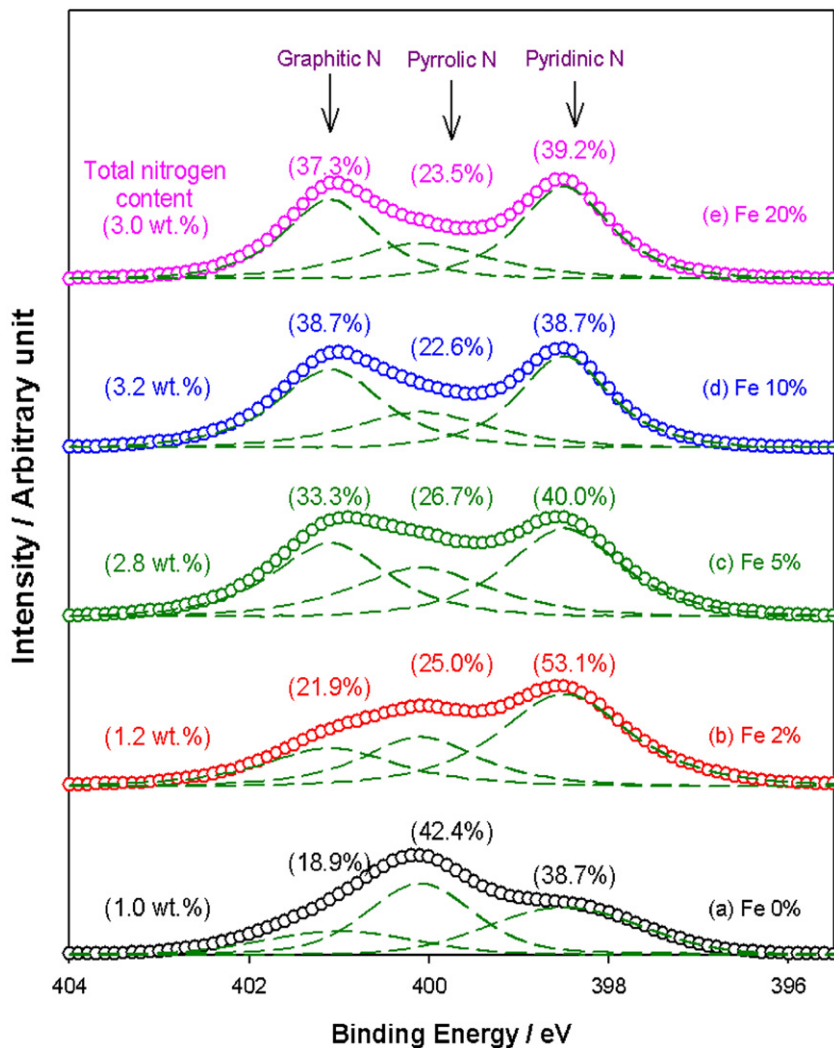 Graphitic N Pyrrolic N Pyridinic N
Total nitrogen
content
(3.0 wt.%)
(37.3%) (23.5%) (39.2%)
(e) Fe 20%
(38.7%) (22.6%) (38.7%)
(3.2 wt.%)
(d) Fe 10%
(33.3%) (26.7%) (40.0%)
(2.8 wt.%)
(c) Fe 5%
(21.9%) (25.0%) (53.1%)
(1.2 wt.%)
(b) Fe 2%
(18.9%) (42.4%) (38.7%)
(1.0 wt.%)
(a) Fe 0%
Intensity / Arbitrary unit
404 402 400 398 396
Binding Energy / eV